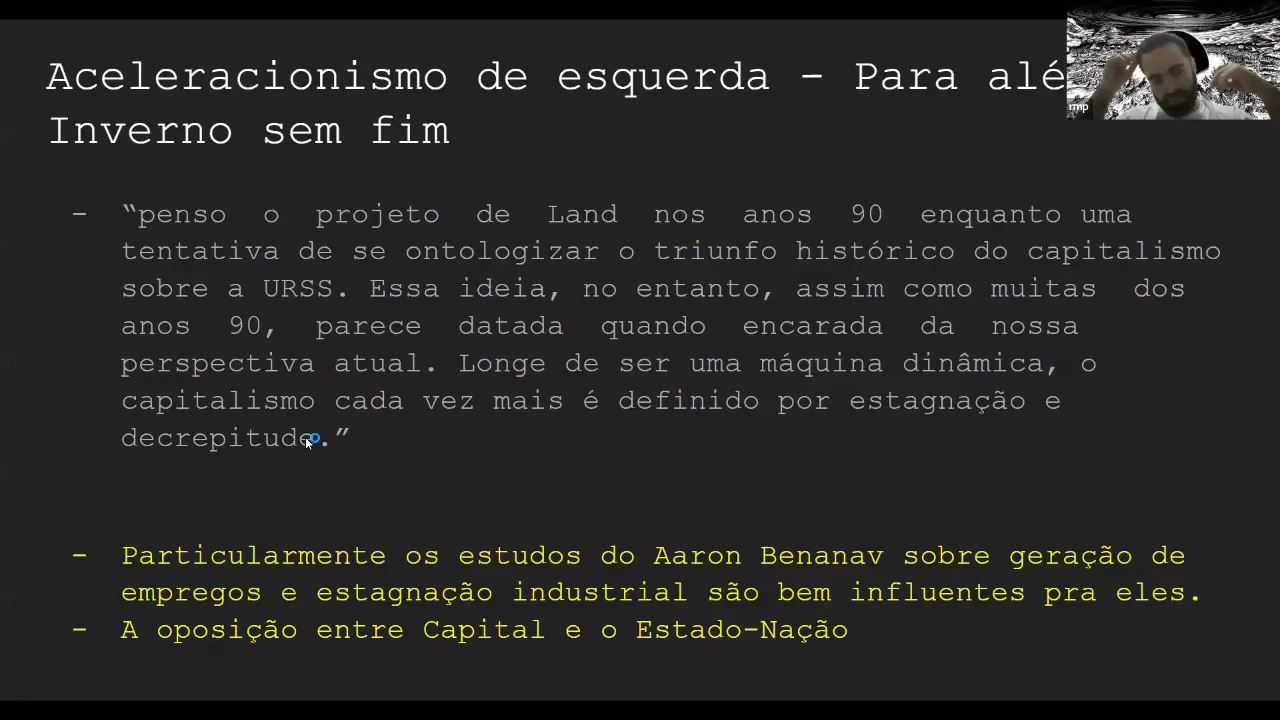 Aceleracionismo de esquerda - Para alé
Inverno sem fim
rmp
- “penso o projeto de Land nos anos 90 enquanto uma
tentativa de se ontologizar o triunfo histórico do capitalismo
sobre a URSS. Essa ideia, no entanto, assim como muitas dos
anos 90, parece datada quando encarada da nossa
perspectiva atual. Longe de ser uma máquina dinâmica, o
capitalismo cada vez mais é definido por estagnação e
decrepitude.”
- Particularmente os estudos do Aaron Benanav sobre geração de
empregos e estagnação industrial são bem influentes pra eles.
- A oposição entre Capital e o Estado-Nação